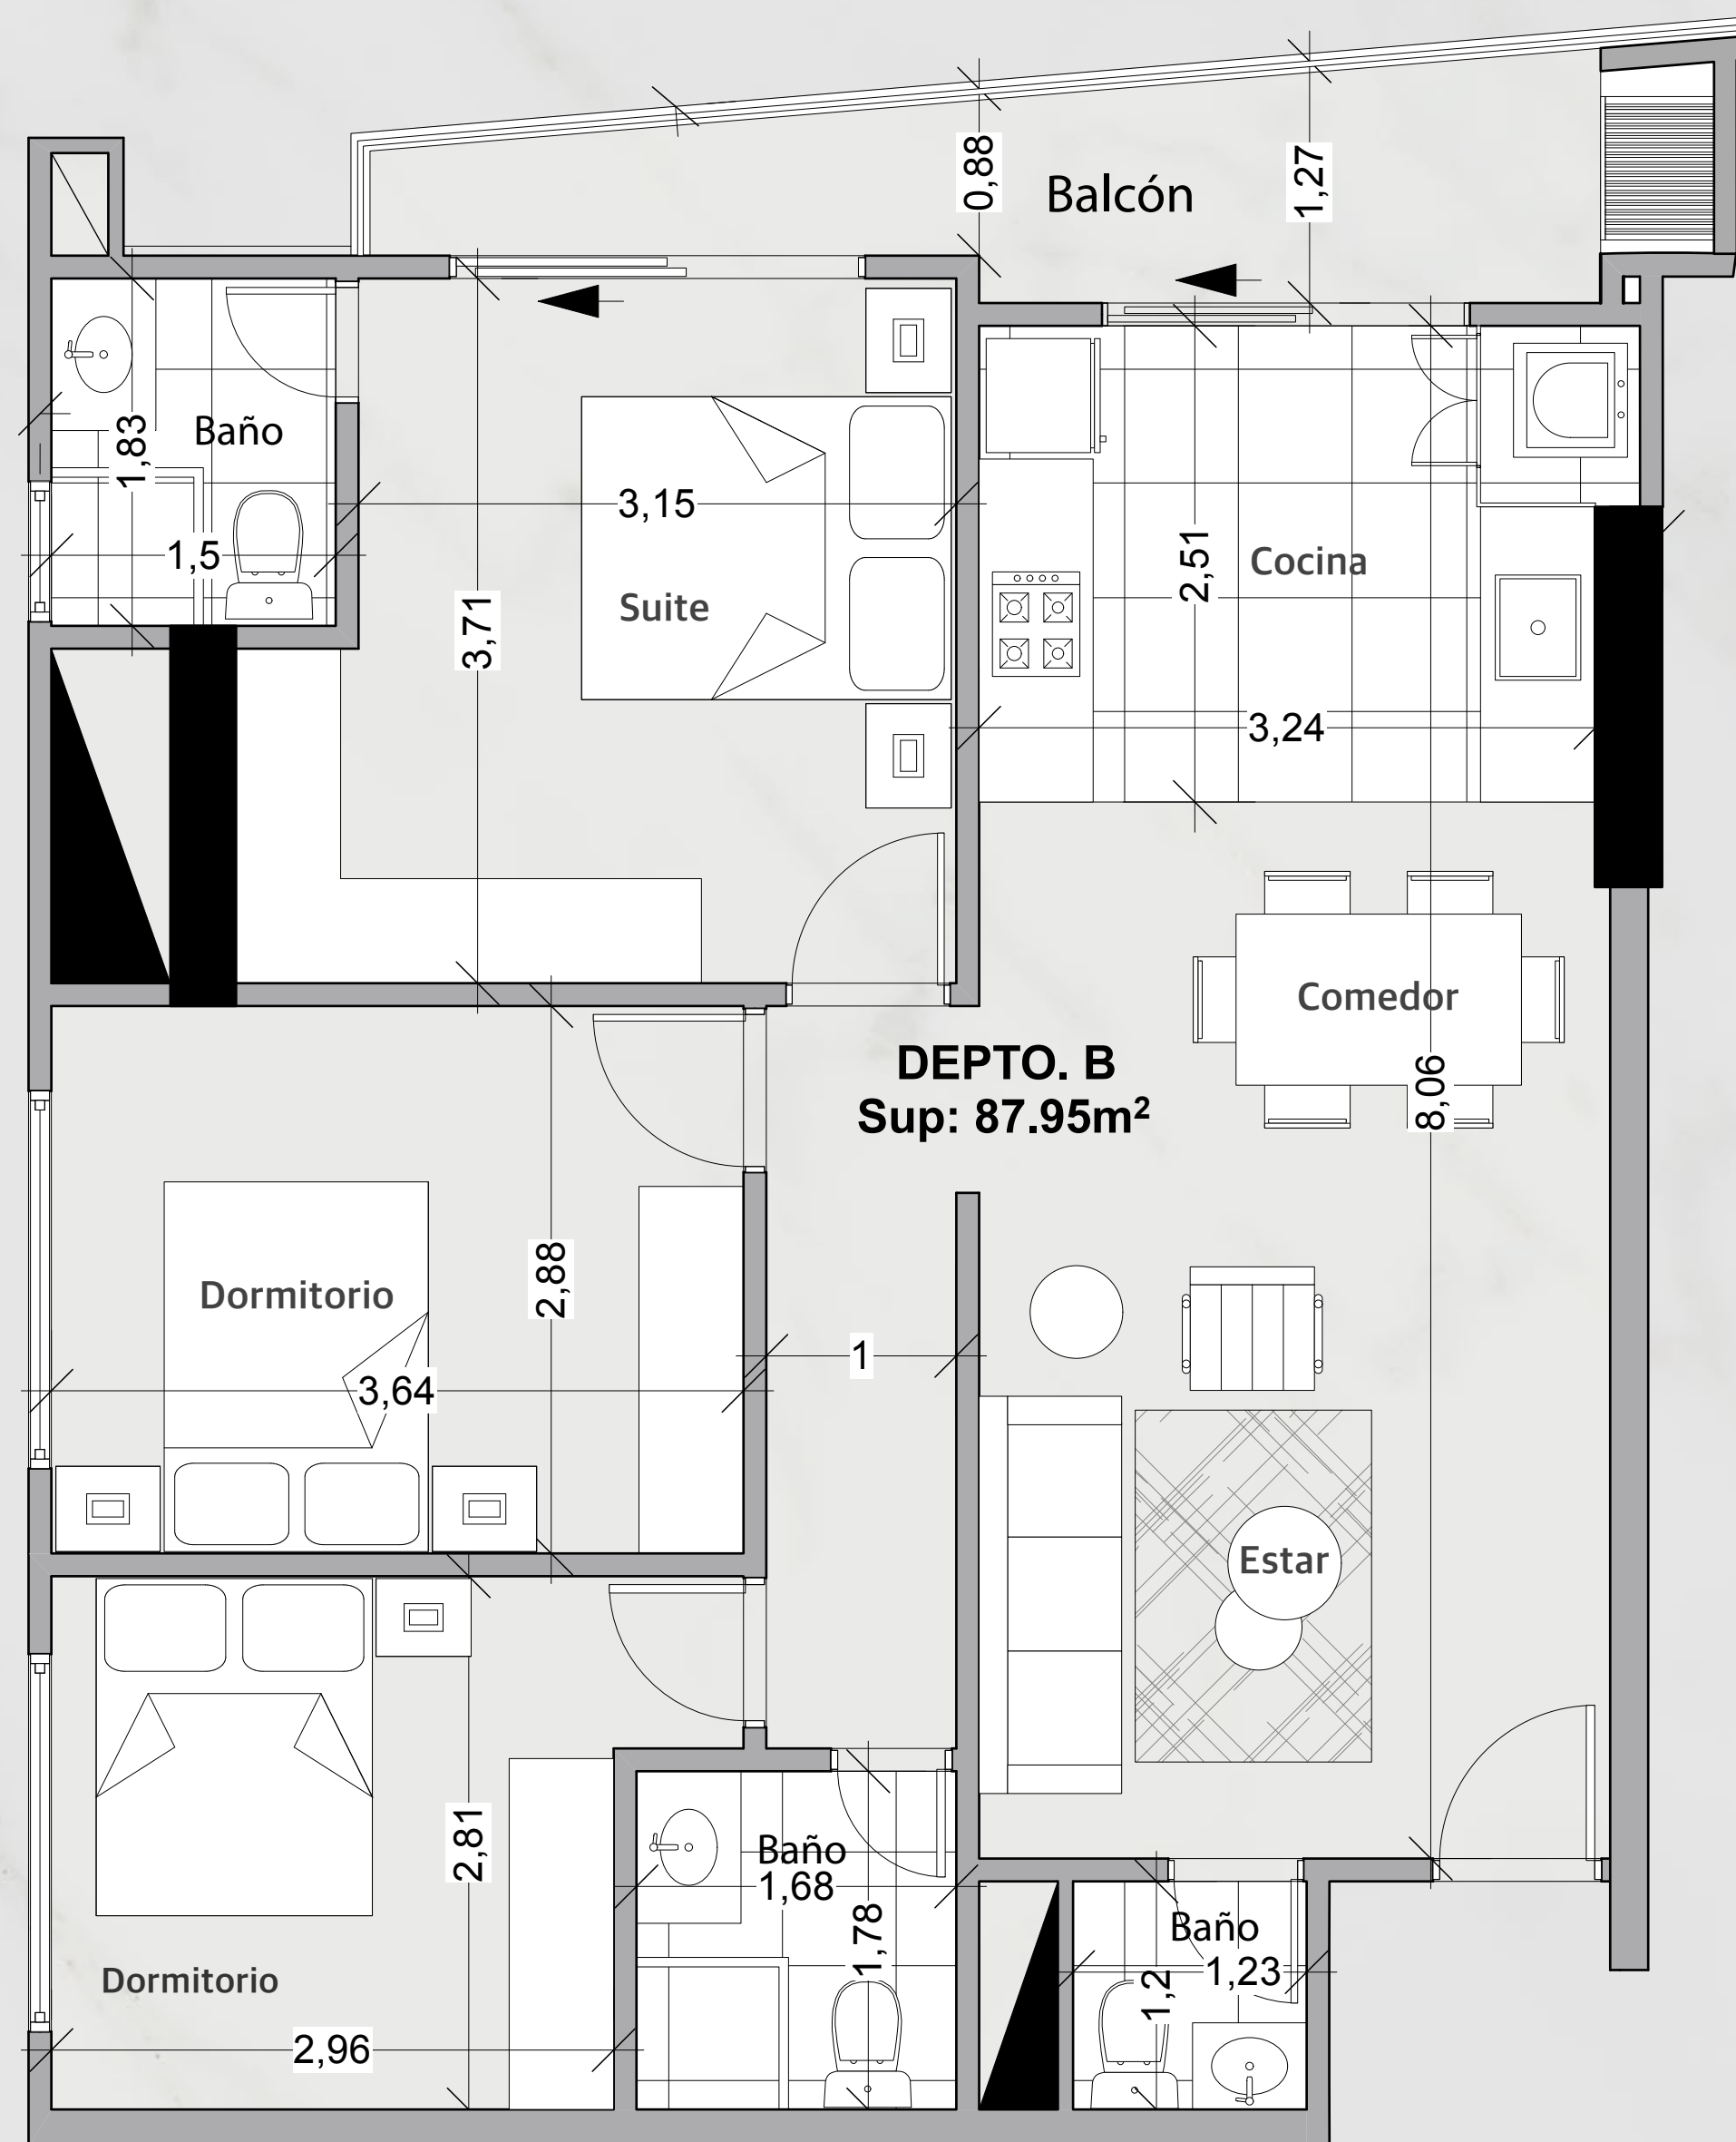 0,88
Balcón
1,27
Baño
1,83
1,5
3,15
Suite
3,71
2,51
Cocina
3,24
Comedor
8,06
DEPTO. B
Sup: 87.95m²
Dormitorio
2,88
3,64
1
Estar
2,81
Dormitorio
2,96
Baño
1,68
1,78
Baño
1,23
1,2